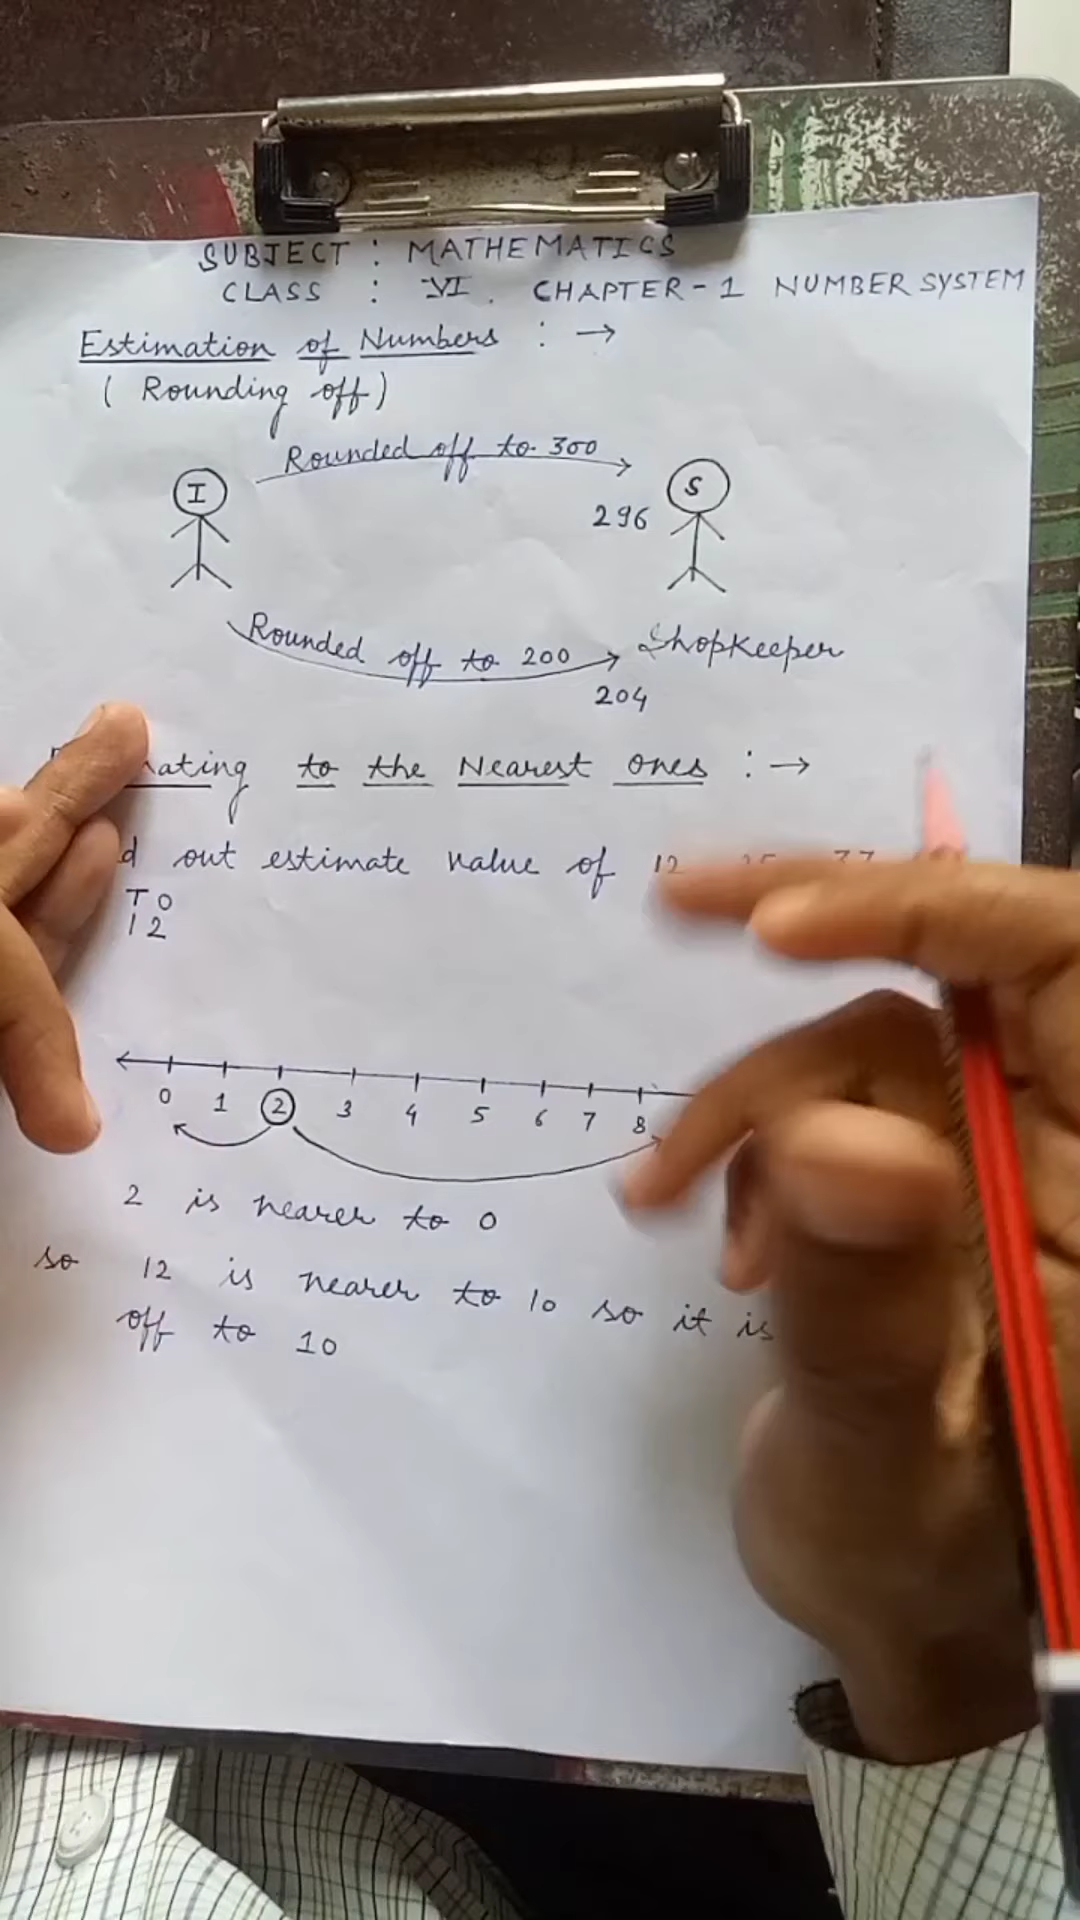 SUBJECT : MATHEMATICS
CLASS : VI . CHAPTER-1 NUMBER SYSTEM
Estimation of Numbers : →
( Rounding off )
Rounded off to 300
I
S
296
Rounded off to 200
Shopkeeper
204
to the Nearest ones : →
out estimate value of 12
T O
12
0 1 2 3 4 5 6 7 8
2 is nearer to 0
so 12 is nearer to 10 so it is
off to 10